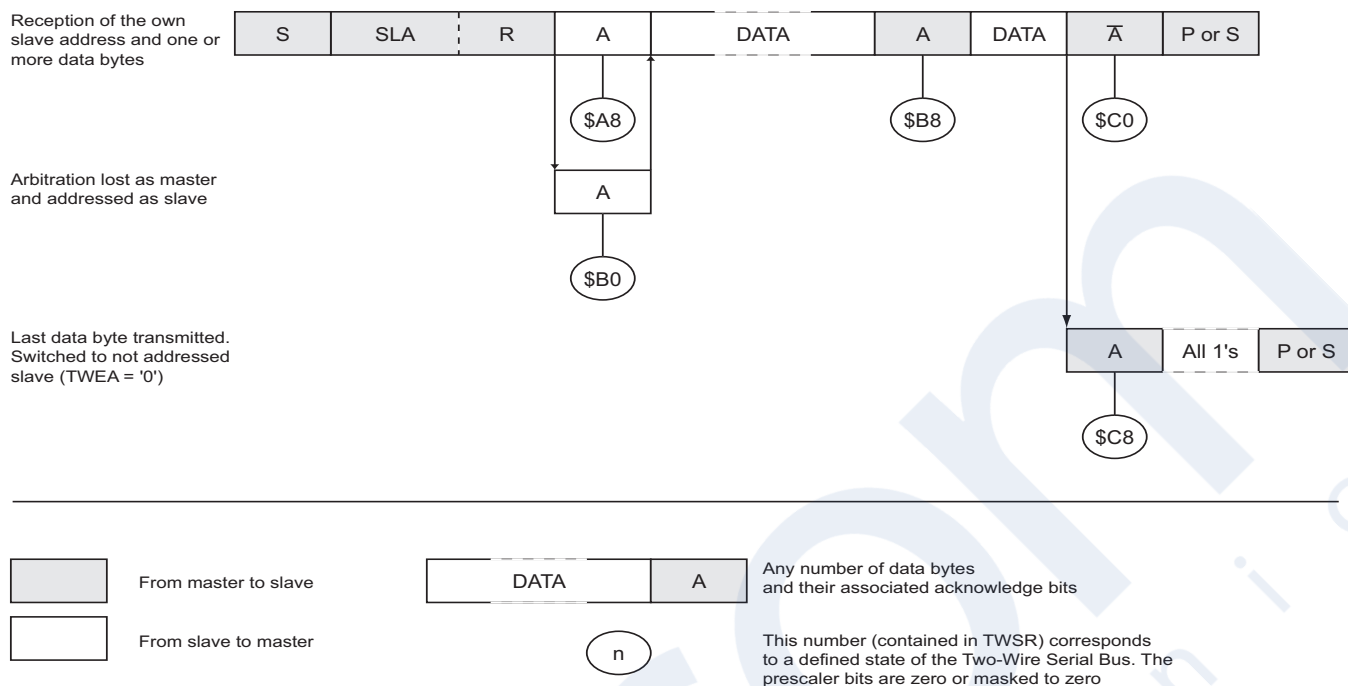 Reception of the own
slave address and one or
more data bytes
S SLA R A DATA A DATA A̅ P or S
$A8 $B8 $C0
Arbitration lost as master
and addressed as slave
A
$B0
Last data byte transmitted.
Switched to not addressed
slave (TWEA = '0')
A All 1's P or S
$C8
From master to slave
DATA A
Any number of data bytes
and their associated acknowledge bits
From slave to master
n
This number (contained in TWSR) corresponds
to a defined state of the Two-Wire Serial Bus. The
prescaler bits are zero or masked to zero